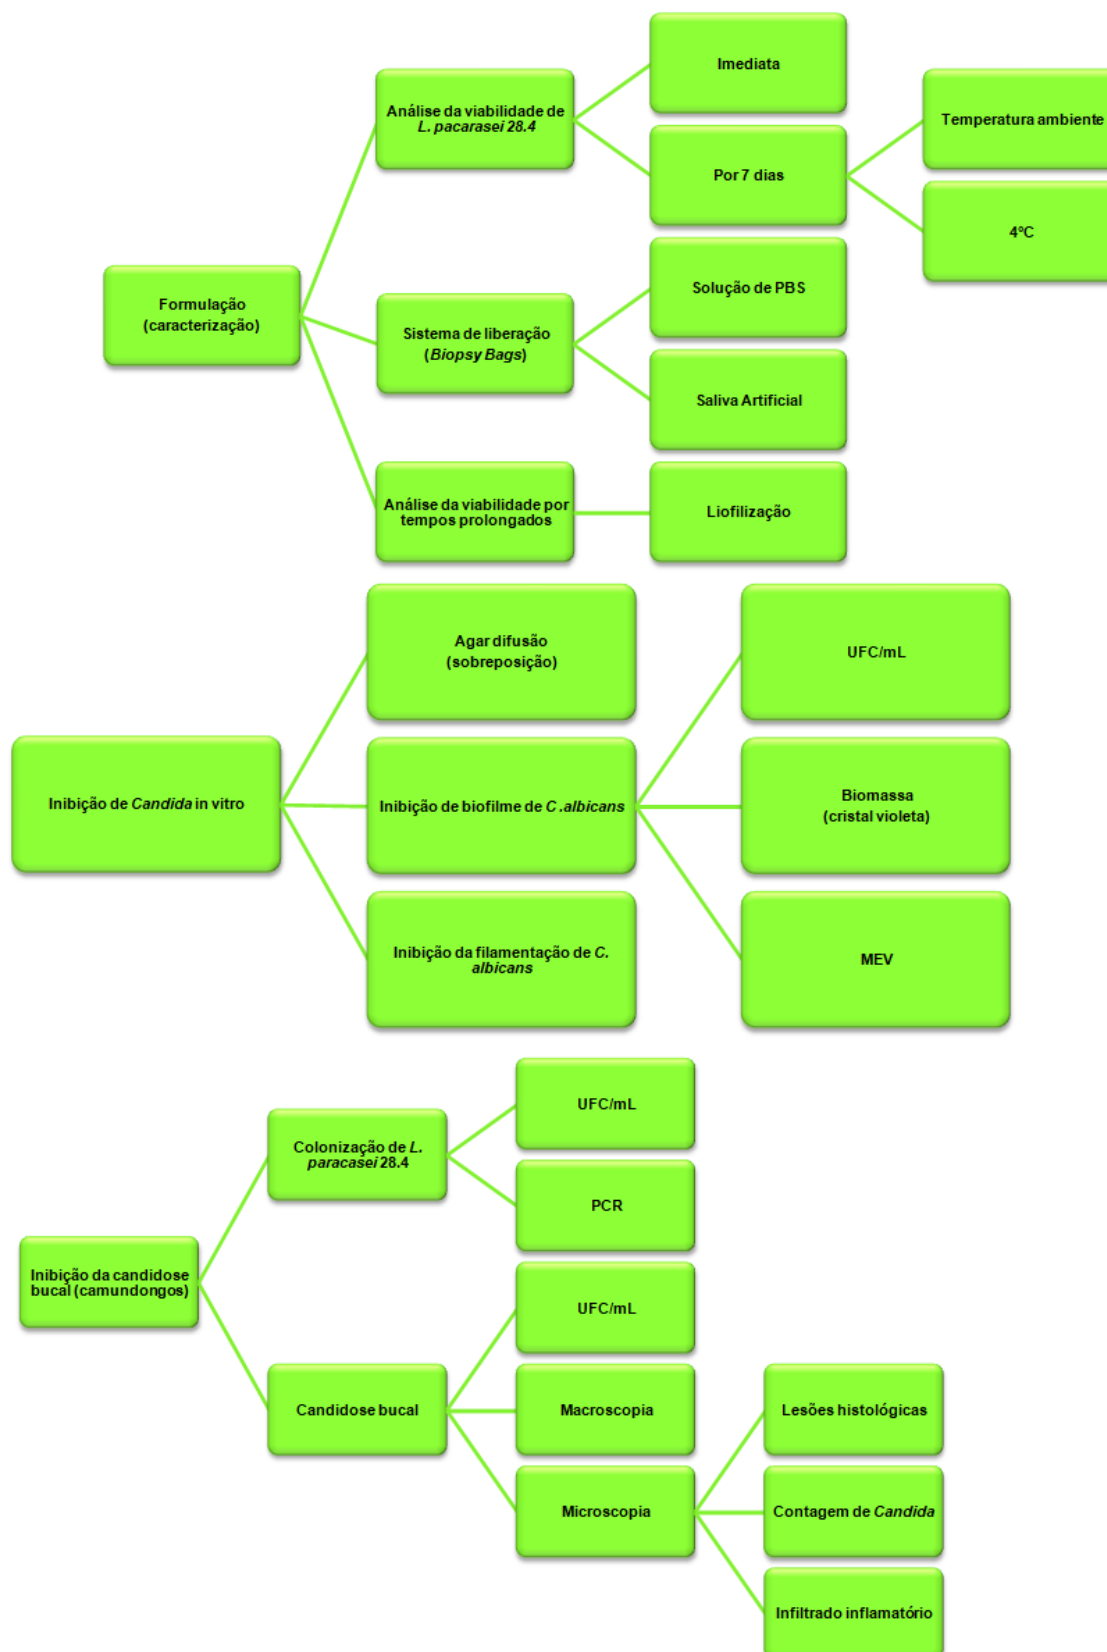 Imediata
Análise da viabilidade de
L. pacarasei 28.4
Temperatura ambiente
Por 7 dias
4ºC
Formulação
(caracterização)
Solução de PBS
Sistema de liberação
(Biopsy Bags)
Saliva Artificial
Análise da viabilidade por
tempos prolongados
Liofilização
Agar difusão
(sobreposição)
UFC/mL
Inibição de Candida in vitro
Inibição de biofilme de C .albicans
Biomassa
(cristal violeta)
Inibição da filamentação de C.
albicans
MEV
UFC/mL
Colonização de L.
paracasei 28.4
PCR
Inibição da candidose
bucal (camundongos)
UFC/mL
Candidose bucal
Macroscopia
Lesões histológicas
Microscopia
Contagem de Candida
Infiltrado inflamatório